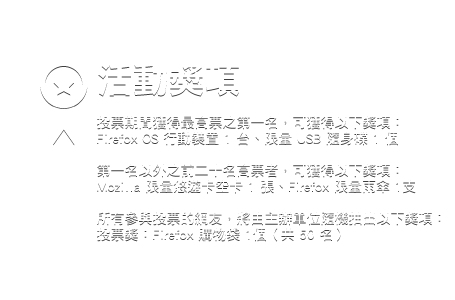 活動獎項
投票期間獲得最高票之第一名，可獲得以下獎項：
Firefox OS 行動裝置 1 台、限量 USB 隨身碟 1 個
第一名以外之前二十名高票者，可獲得以下獎項：
Mozilla 限量悠遊卡空卡 1 張、Firefox 限量雨傘 1 支
所有參與投票的網友，將由主辦單位隨機抽出以下獎項：
投票獎：Firefox 購物袋 1 個（共 50 名）